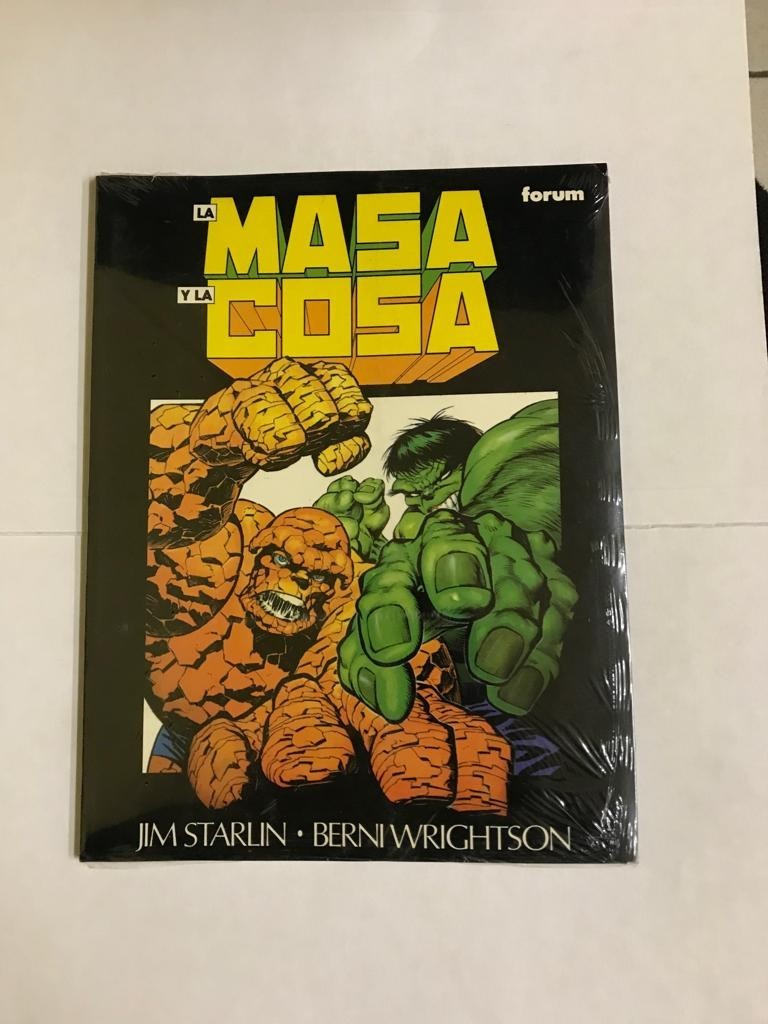 forum
LA MASA
Y LA COSA
JIM STARLIN • BERNI WRIGHTSON